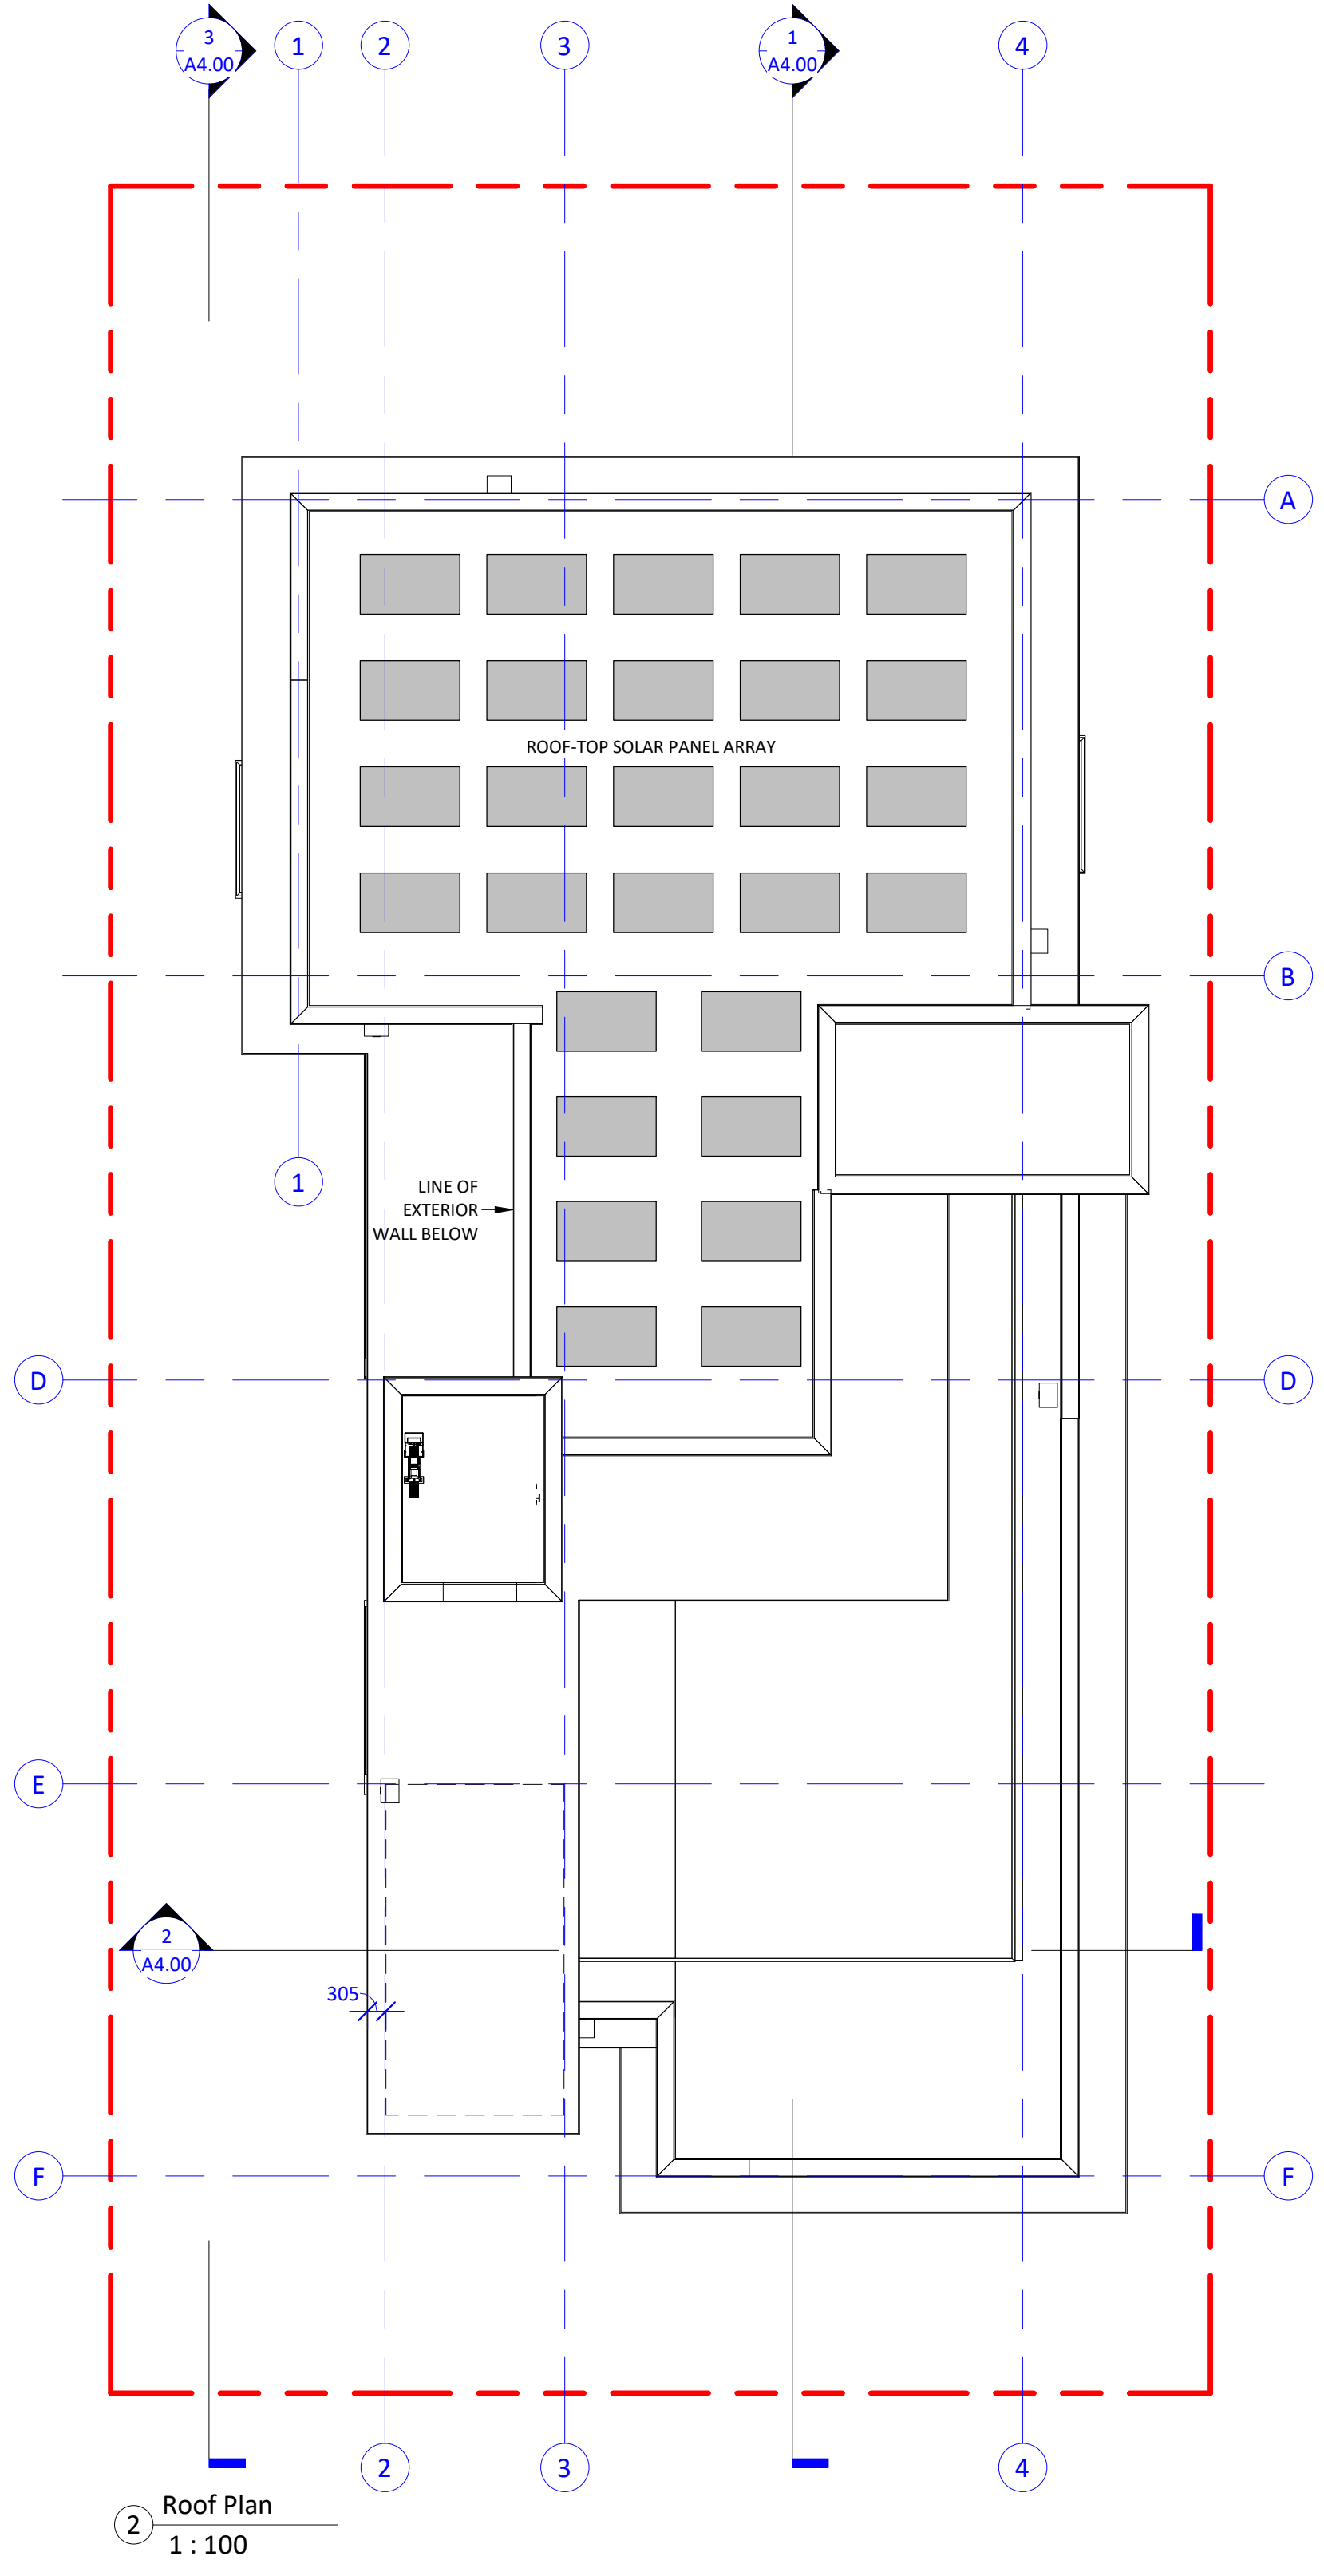 3
A4.00
1
2
3
1
A4.00
4
A
ROOF-TOP SOLAR PANEL ARRAY
B
1
LINE OF
EXTERIOR
WALL BELOW
D
D
E
2
A4.00
305
F
F
2
3
4
2
Roof Plan
1 : 100